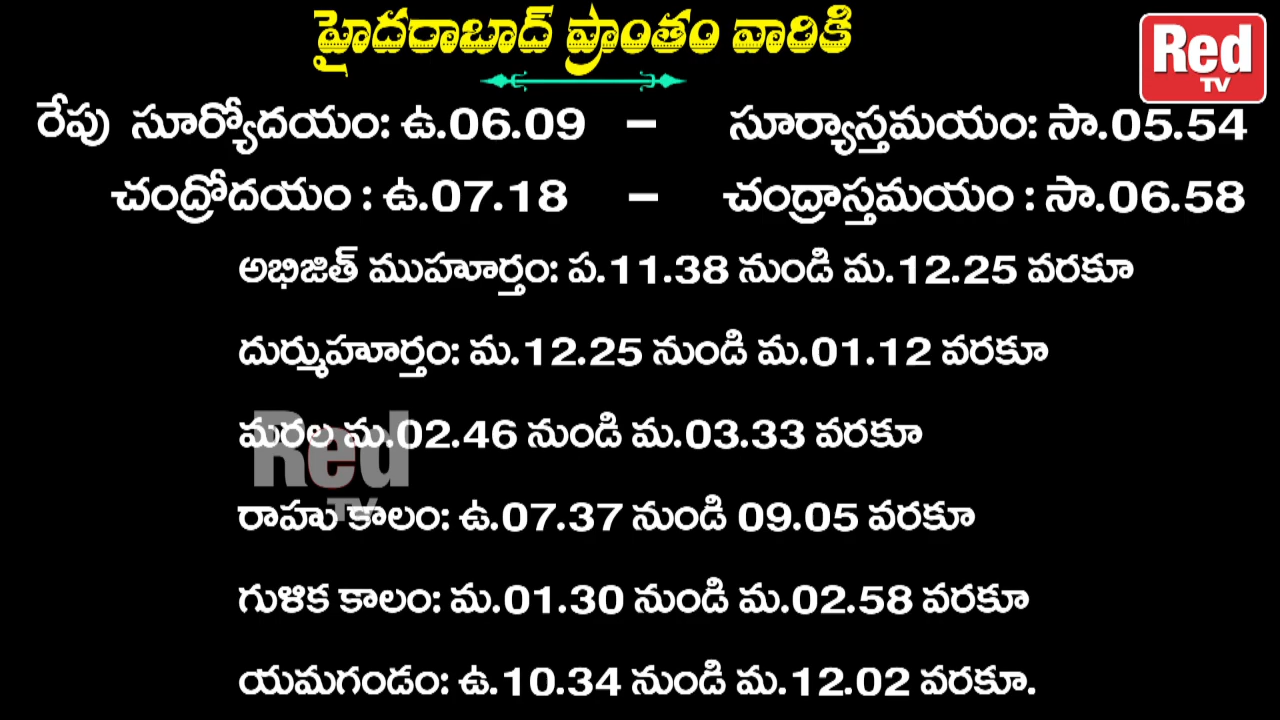 హైదరాబాద్ ప్రాంతం వారికి
Red
TV
రేపు సూర్యోదయం: ఉ.06.09 – సూర్యాస్తమయం: సా.05.54
చంద్రోదయం : ఉ.07.18 – చంద్రాస్తమయం : సా.06.58
అభిజిత్ ముహూర్తం: ప.11.38 నుండి మ.12.25 వరకూ
దుర్ముహూర్తం: మ.12.25 నుండి మ.01.12 వరకూ
మరల మ.02.46 నుండి మ.03.33 వరకూ
Red
TV
రాహు కాలం: ఉ.07.37 నుండి 09.05 వరకూ
గుళిక కాలం: మ.01.30 నుండి మ.02.58 వరకూ
యమగండం: ఉ.10.34 నుండి మ.12.02 వరకూ.